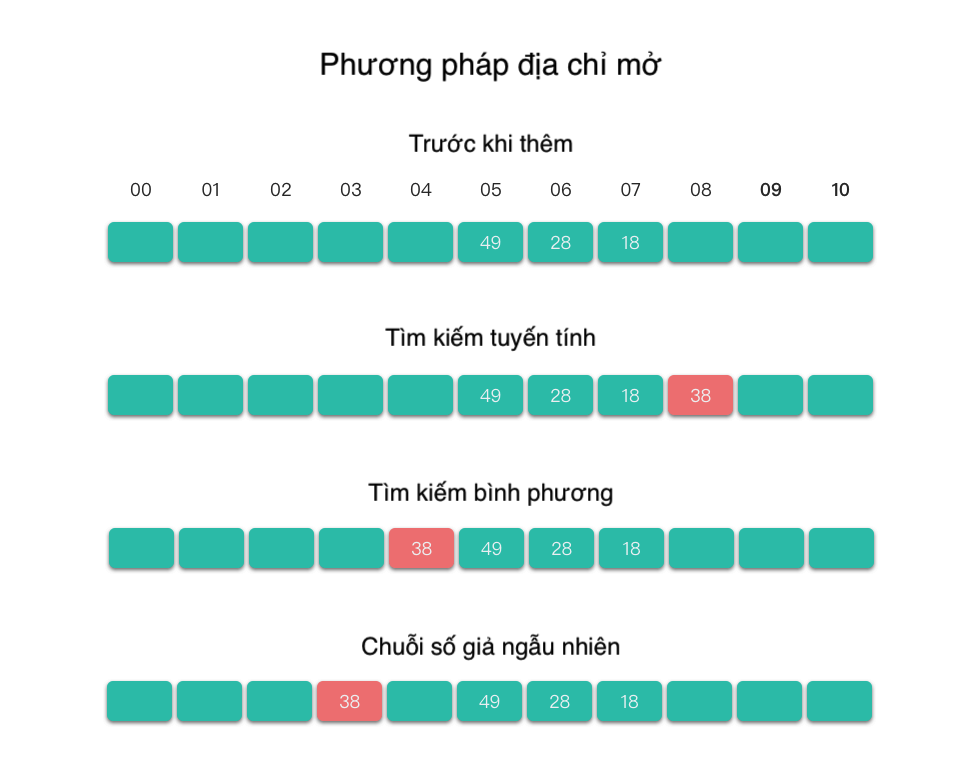 Phương pháp địa chỉ mở
Trước khi thêm
00 01 02 03 04 05 06 07 08 09 10
49 28 18
Tìm kiếm tuyến tính
49 28 18 38
Tìm kiếm bình phương
38 49 28 18
Chuỗi số giả ngẫu nhiên
38 49 28 18